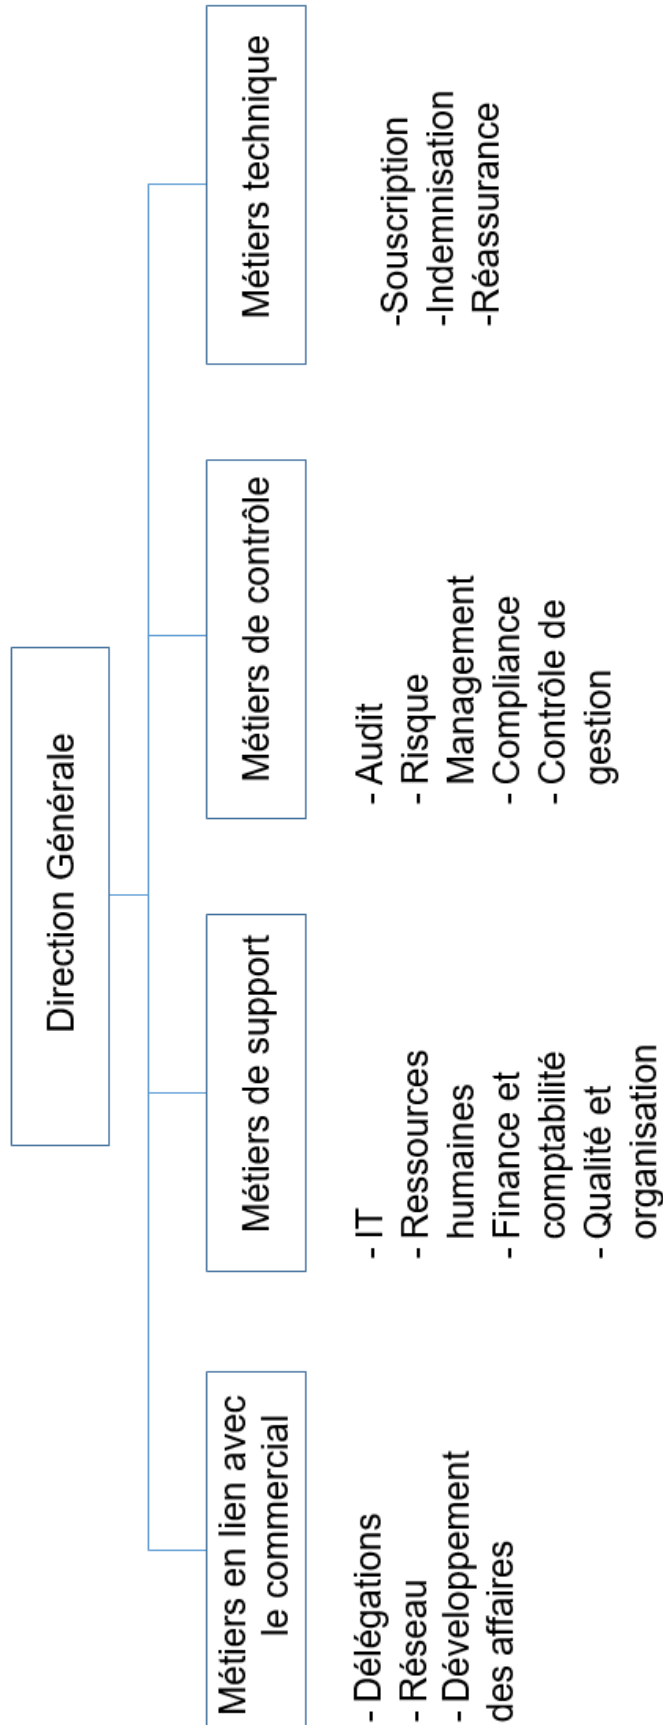 Direction Générale
Métiers en lien avec
le commercial
- Délégations
- Réseau
- Développement
des affaires
Métiers de support
- IT
- Ressources
humaines
- Finance et
comptabilité
- Qualité et
organisation
Métiers de contrôle
- Audit
- Risque
Management
- Compliance
- Contrôle de
gestion
Métiers technique
-Souscription
-Indemnisation
-Réassurance